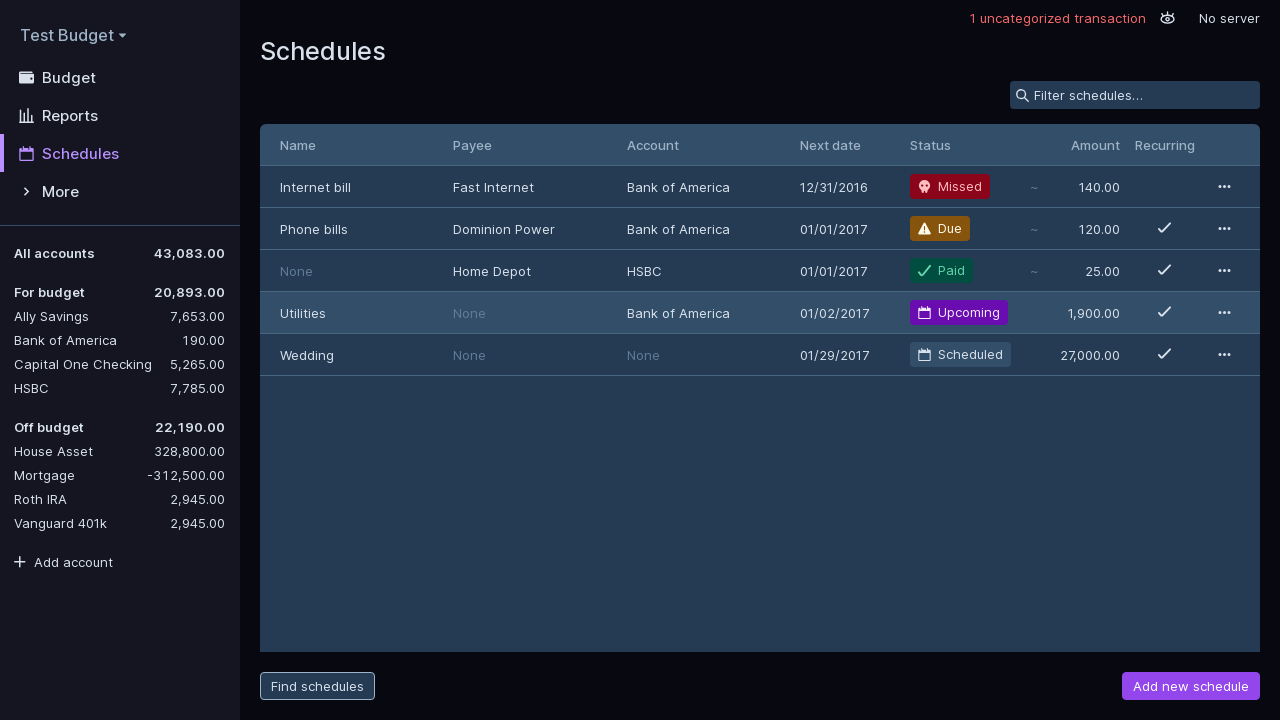 Test Budget
Budget
Reports
Schedules
More
All accounts 43,083.00
For budget 20,893.00
Ally Savings 7,653.00
Bank of America 190.00
Capital One Checking 5,265.00
HSBC 7,785.00
Off budget 22,190.00
House Asset 328,800.00
Mortgage -312,500.00
Roth IRA 2,945.00
Vanguard 401k 2,945.00
Add account
1 uncategorized transaction No server
Schedules
Filter schedules…
Name Payee Account Next date Status Amount Recurring
Internet bill Fast Internet Bank of America 12/31/2016 Missed ~ 140.00
Phone bills Dominion Power Bank of America 01/01/2017 Due ~ 120.00
None Home Depot HSBC 01/01/2017 Paid ~ 25.00
Utilities None Bank of America 01/02/2017 Upcoming 1,900.00
Wedding None None 01/29/2017 Scheduled 27,000.00
Find schedules Add new schedule